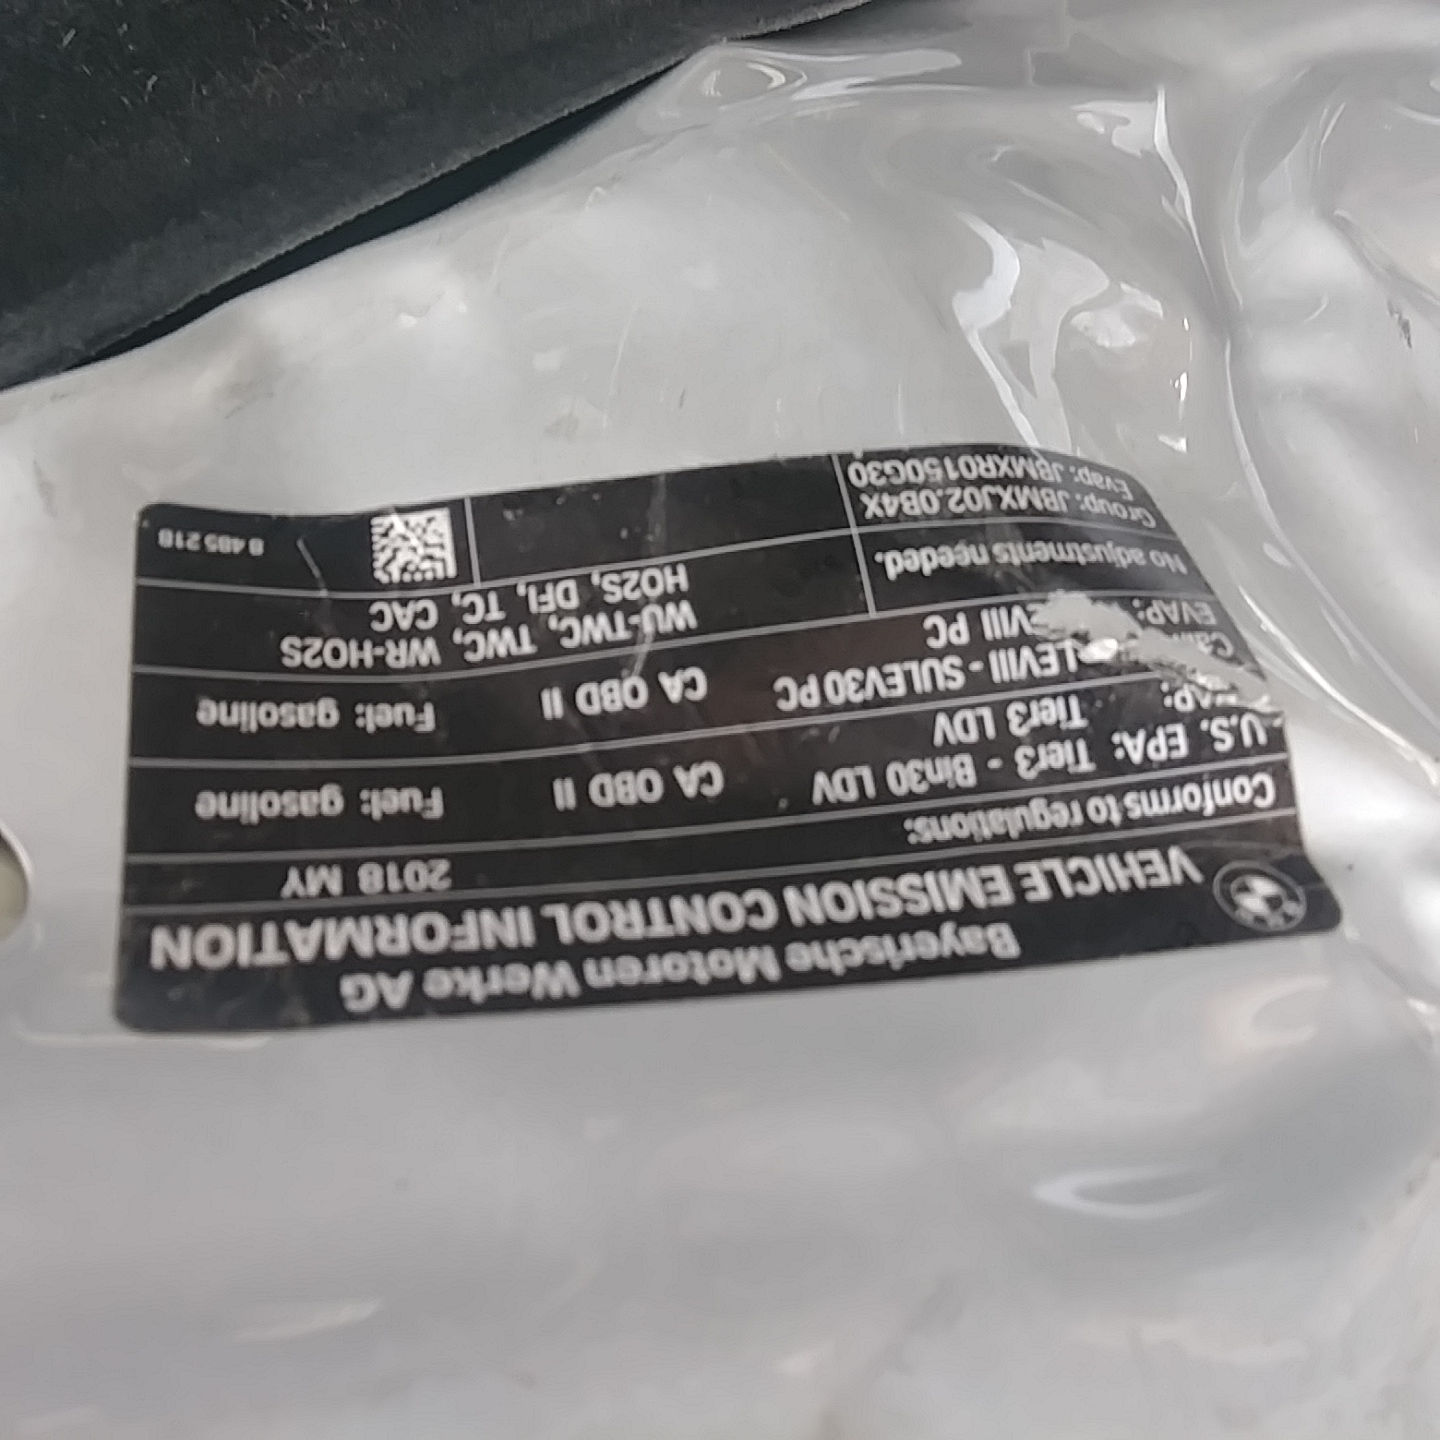 Bayerische Motoren Werke AG
VEHICLE EMISSION CONTROL INFORMATION
2018 MY
Conforms to regulations:
U.S. EPA: Tier3 - Bin30 LDV CA OBD II Fuel: gasoline
Tier3 LDV
LEVIII - SULEV30 PC CA OBD II Fuel: gasoline
EVAP: PC
No adjustments needed.
WU-TWC, TWC, WR-HO2S
HO2S, DFI, TC, CAC
Group: JBMXJ02.0B4X
Evap: JBMXR0150G30
8 485 218